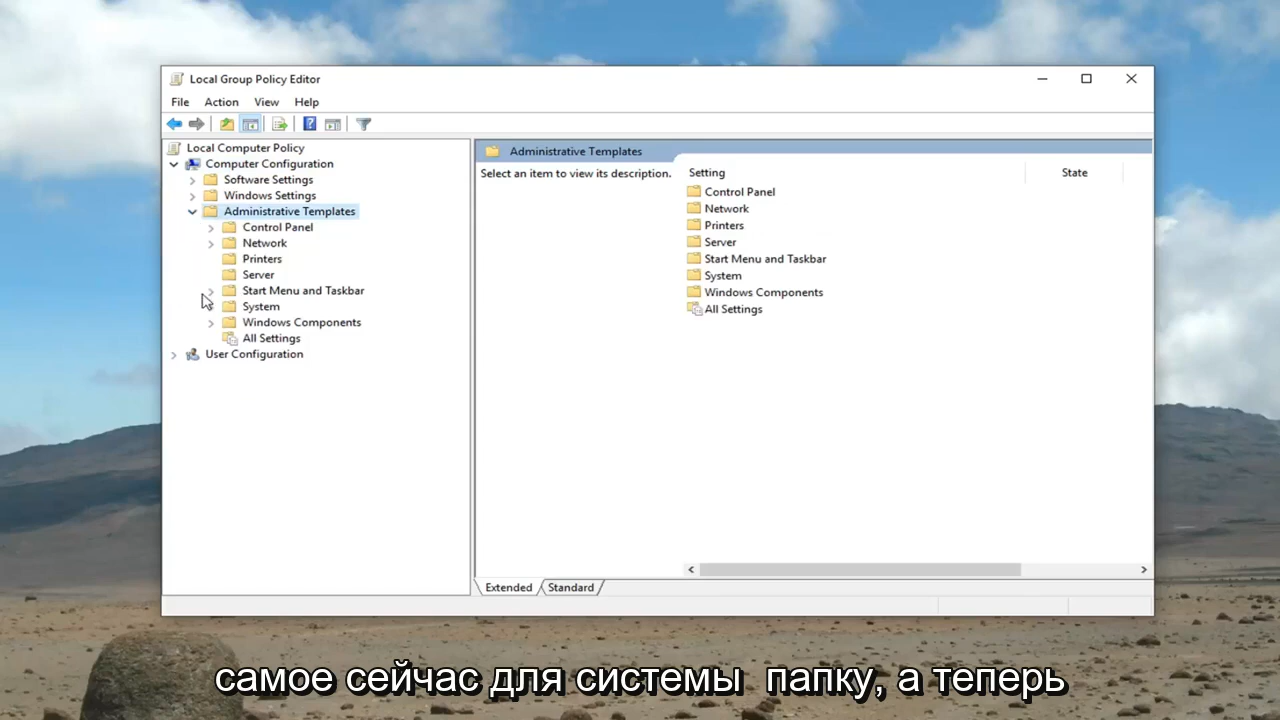 Local Group Policy Editor
File Action View Help
Local Computer Policy
Computer Configuration
Software Settings
Windows Settings
Administrative Templates
Control Panel
Network
Printers
Server
Start Menu and Taskbar
System
Windows Components
All Settings
User Configuration
Administrative Templates
Select an item to view its description.
Setting State
Control Panel
Network
Printers
Server
Start Menu and Taskbar
System
Windows Components
All Settings
Extended Standard
самое сейчас для системы папку, а теперь